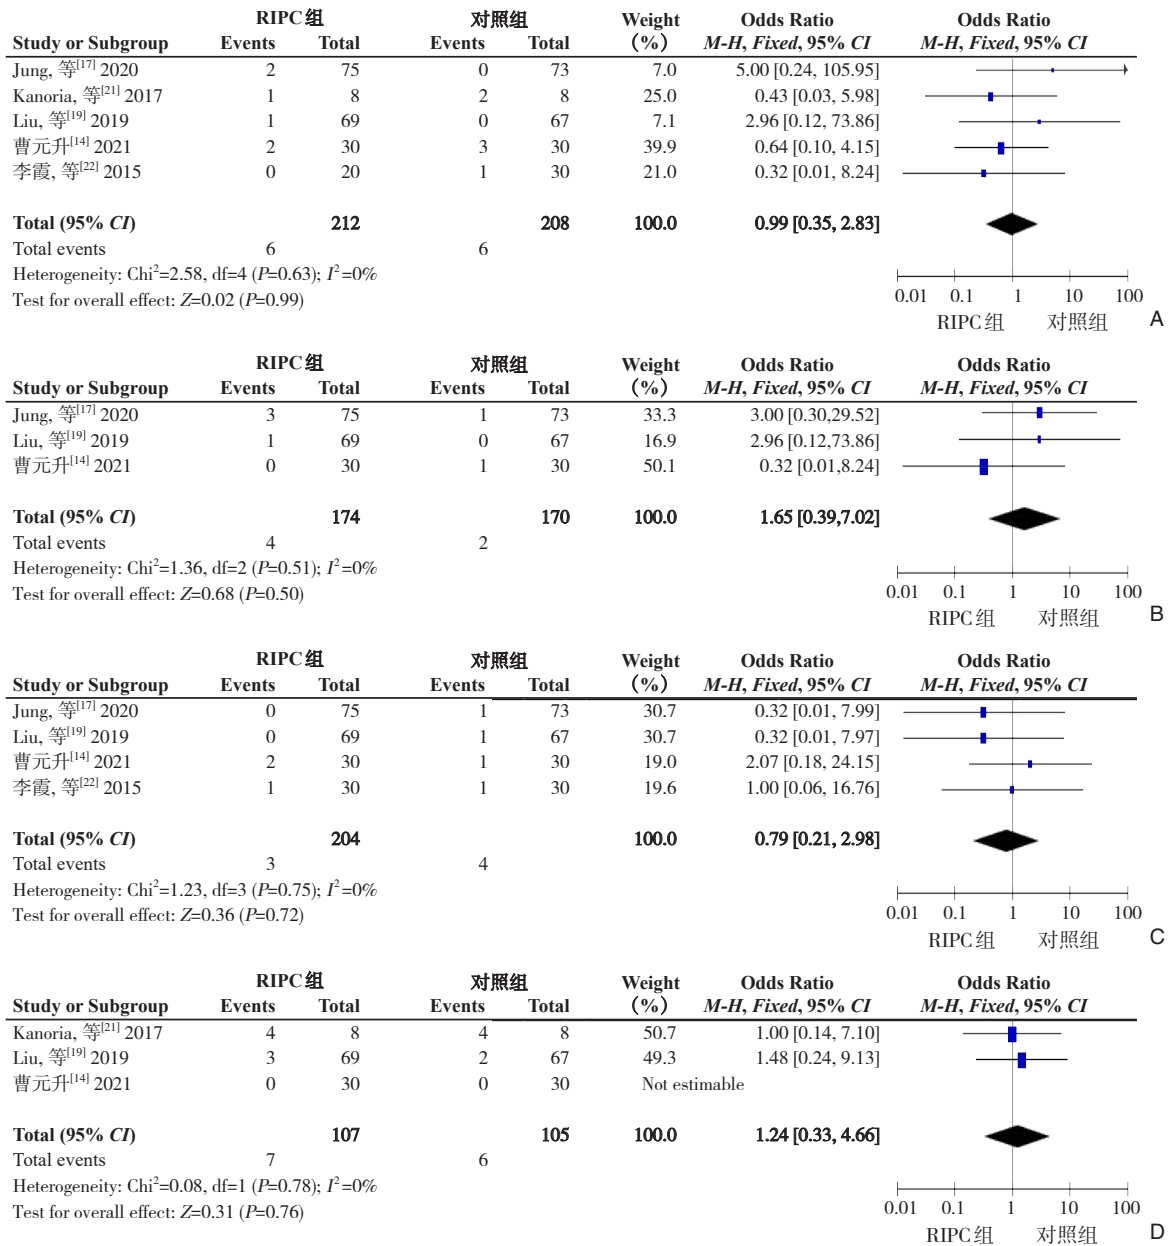 RIPC组 对照组 Weight Odds Ratio Odds Ratio
Study or Subgroup Events Total Events Total (%) M-H, Fixed, 95% CI M-H, Fixed, 95% CI
Jung, 等[17] 2020 2 75 0 73 7.0 5.00 [0.24, 105.95]
Kanoria, 等[21] 2017 1 8 2 8 25.0 0.43 [0.03, 5.98]
Liu, 等[19] 2019 1 69 0 67 7.1 2.96 [0.12, 73.86]
曹元升[14] 2021 2 30 3 30 39.9 0.64 [0.10, 4.15]
李霞, 等[22] 2015 0 20 1 30 21.0 0.32 [0.01, 8.24]
Total (95% CI) 212 208 100.0 0.99 [0.35, 2.83]
Total events 6 6
Heterogeneity: Chi²=2.58, df=4 (P=0.63); I²=0%
Test for overall effect: Z=0.02 (P=0.99)
0.01 0.1 1 10 100
RIPC组 对照组 A
RIPC组 对照组 Weight Odds Ratio Odds Ratio
Study or Subgroup Events Total Events Total (%) M-H, Fixed, 95% CI M-H, Fixed, 95% CI
Jung, 等[17] 2020 3 75 1 73 33.3 3.00 [0.30,29.52]
Liu, 等[19] 2019 1 69 0 67 16.9 2.96 [0.12,73.86]
曹元升[14] 2021 0 30 1 30 50.1 0.32 [0.01,8.24]
Total (95% CI) 174 170 100.0 1.65 [0.39,7.02]
Total events 4 2
Heterogeneity: Chi²=1.36, df=2 (P=0.51); I²=0%
Test for overall effect: Z=0.68 (P=0.50)
0.01 0.1 1 10 100
RIPC组 对照组 B
RIPC组 对照组 Weight Odds Ratio Odds Ratio
Study or Subgroup Events Total Events Total (%) M-H, Fixed, 95% CI M-H, Fixed, 95% CI
Jung, 等[17] 2020 0 75 1 73 30.7 0.32 [0.01, 7.99]
Liu, 等[19] 2019 0 69 1 67 30.7 0.32 [0.01, 7.97]
曹元升[14] 2021 2 30 1 30 19.0 2.07 [0.18, 24.15]
李霞, 等[22] 2015 1 30 1 30 19.6 1.00 [0.06, 16.76]
Total (95% CI) 204 100.0 0.79 [0.21, 2.98]
Total events 3 4
Heterogeneity: Chi²=1.23, df=3 (P=0.75); I²=0%
Test for overall effect: Z=0.36 (P=0.72)
0.01 0.1 1 10 100
RIPC组 对照组 C
RIPC组 对照组 Weight Odds Ratio Odds Ratio
Study or Subgroup Events Total Events Total (%) M-H, Fixed, 95% CI M-H, Fixed, 95% CI
Kanoria, 等[21] 2017 4 8 4 8 50.7 1.00 [0.14, 7.10]
Liu, 等[19] 2019 3 69 2 67 49.3 1.48 [0.24, 9.13]
曹元升[14] 2021 0 30 0 30 Not estimable
Total (95% CI) 107 105 100.0 1.24 [0.33, 4.66]
Total events 7 6
Heterogeneity: Chi²=0.08, df=1 (P=0.78); I²=0%
Test for overall effect: Z=0.31 (P=0.76)
0.01 0.1 1 10 100
RIPC组 对照组 D